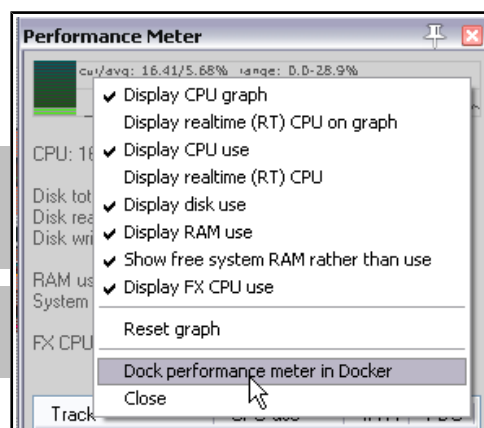 Performance Meter
cur/avg: 16.41/5.68% range: 0.0-28.9%
Display CPU graph
Display realtime (RT) CPU on graph
CPU: 16
Display CPU use
Display realtime (RT) CPU
Disk tot
Display disk use
Disk rea
Disk wri
Display RAM use
Show free system RAM rather than use
RAM us
Display FX CPU use
System
Reset graph
FX CPU
Dock performance meter in Docker
Close
Track